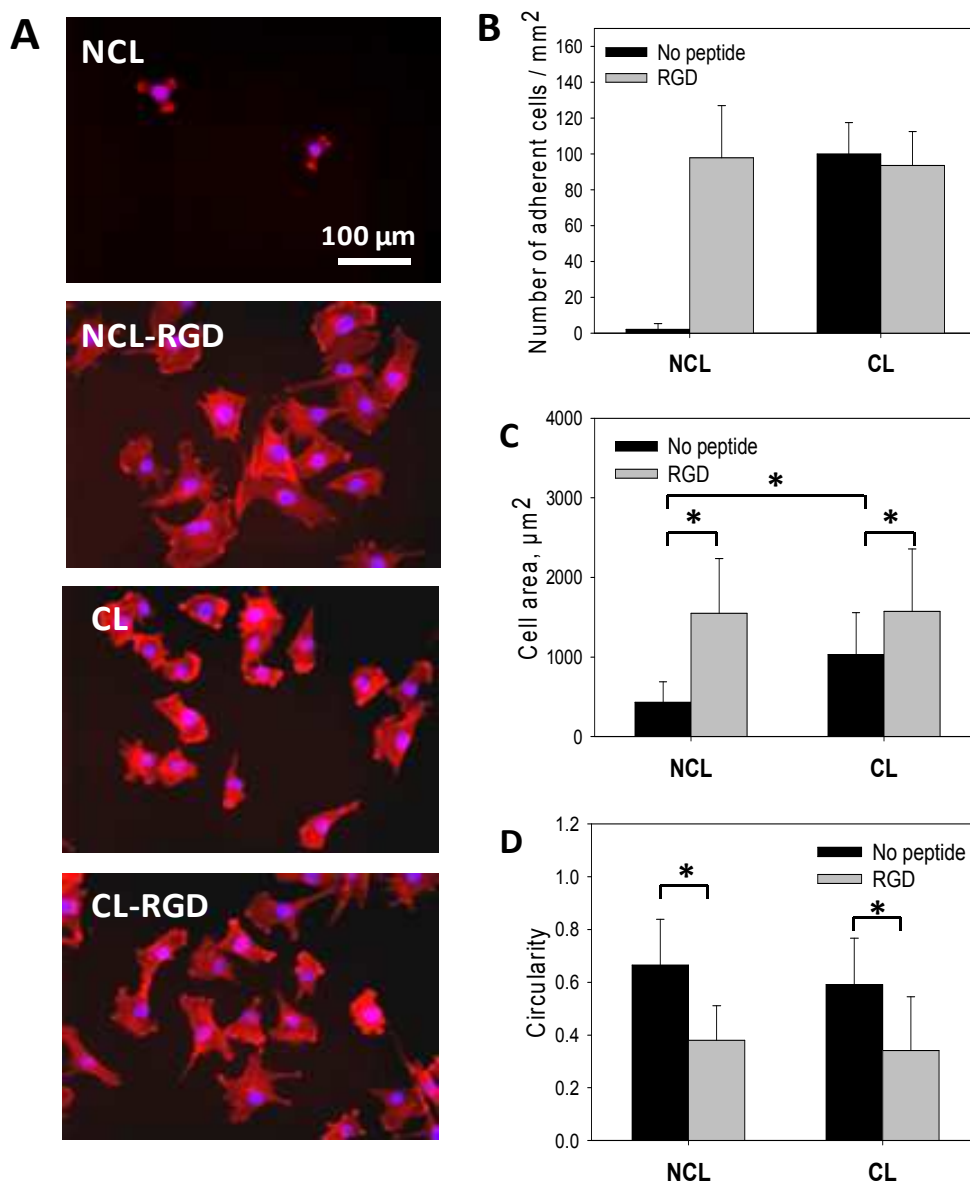 A
NCL
100 µm
NCL-RGD
CL
CL-RGD
B
Number of adherent cells / mm²
160
140
120
100
80
60
40
20
0
No peptide
RGD
NCL CL
C
Cell area, µm²
4000
3000
2000
1000
0
No peptide
RGD
*
* *
NCL CL
D
Circularity
1.2
1.0
0.8
0.6
0.4
0.2
0.0
No peptide
RGD
* *
NCL CL